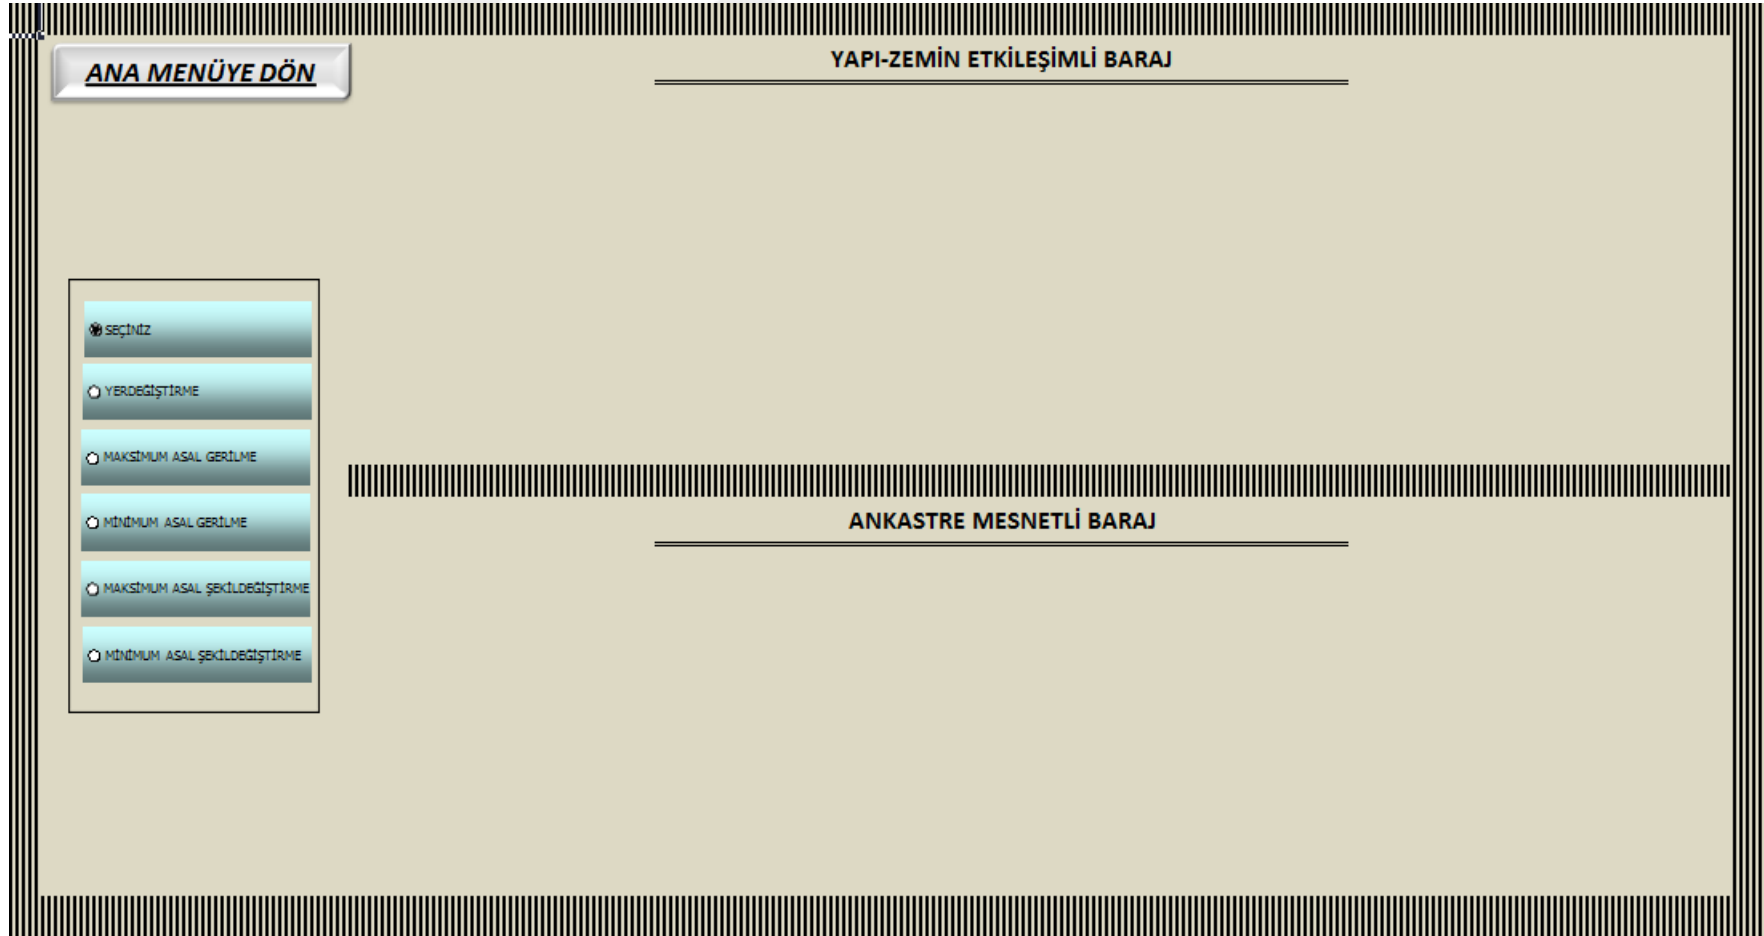 ANA MENÜYE DÖN
YAPI-ZEMİN ETKİLEŞİMLİ BARAJ
SEÇİNİZ
YERDEĞİŞTİRME
MAKSİMUM ASAL GERİLME
MİNİMUM ASAL GERİLME
MAKSİMUM ASAL ŞEKİLDEĞİŞTİRME
MİNİMUM ASAL ŞEKİLDEĞİŞTİRME
ANKASTRE MESNETLİ BARAJ